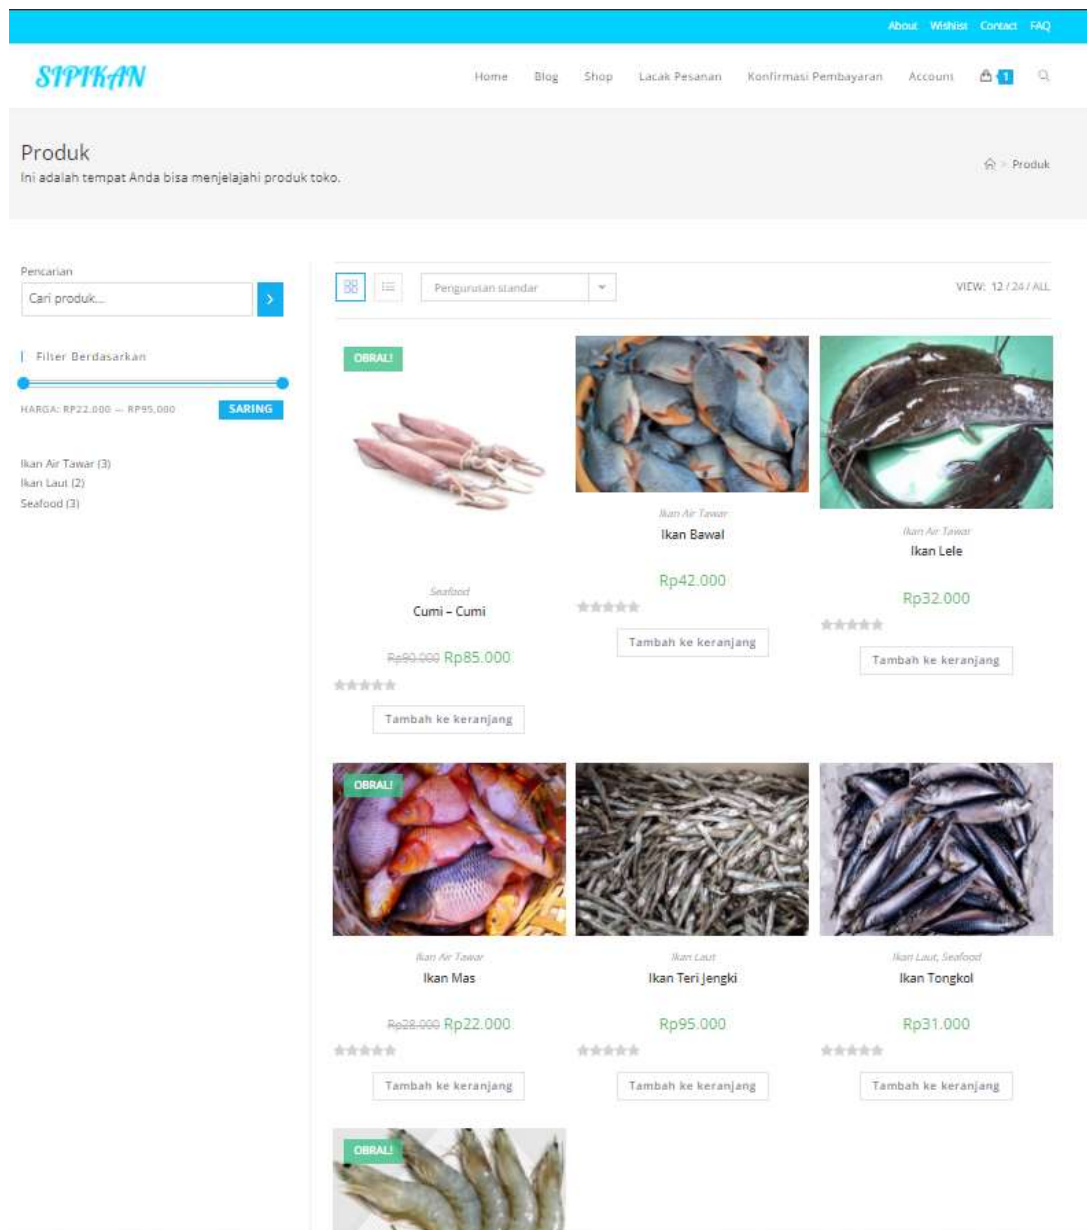 About Wishlist Contact FAQ
SIPIKAN
Home Blog Shop Lacak Pesanan Konfirmasi Pembayaran Account 1
Produk
Ini adalah tempat Anda bisa menjelajahi produk toko.
> Produk
Pencarian
Cari produk...
Filter Berdasarkan
HARGA: RP22.000 — RP95.000
SARING
Ikan Air Tawar (3)
Ikan Laut (2)
Seafood (3)
Pengurusan standar
VIEW: 12 / 24 / ALL
OBRAL!
Seafood
Cumi – Cumi
Rp90.000 Rp85.000
Tambah ke keranjang
Ikan Air Tawar
Ikan Bawal
Rp42.000
Tambah ke keranjang
Ikan Air Tawar
Ikan Lele
Rp32.000
Tambah ke keranjang
OBRAL!
Ikan Air Tawar
Ikan Mas
Rp28.000 Rp22.000
Tambah ke keranjang
Ikan Laut
Ikan Teri Jengki
Rp95.000
Tambah ke keranjang
Ikan Laut, Seafood
Ikan Tongkol
Rp31.000
Tambah ke keranjang
OBRAL!